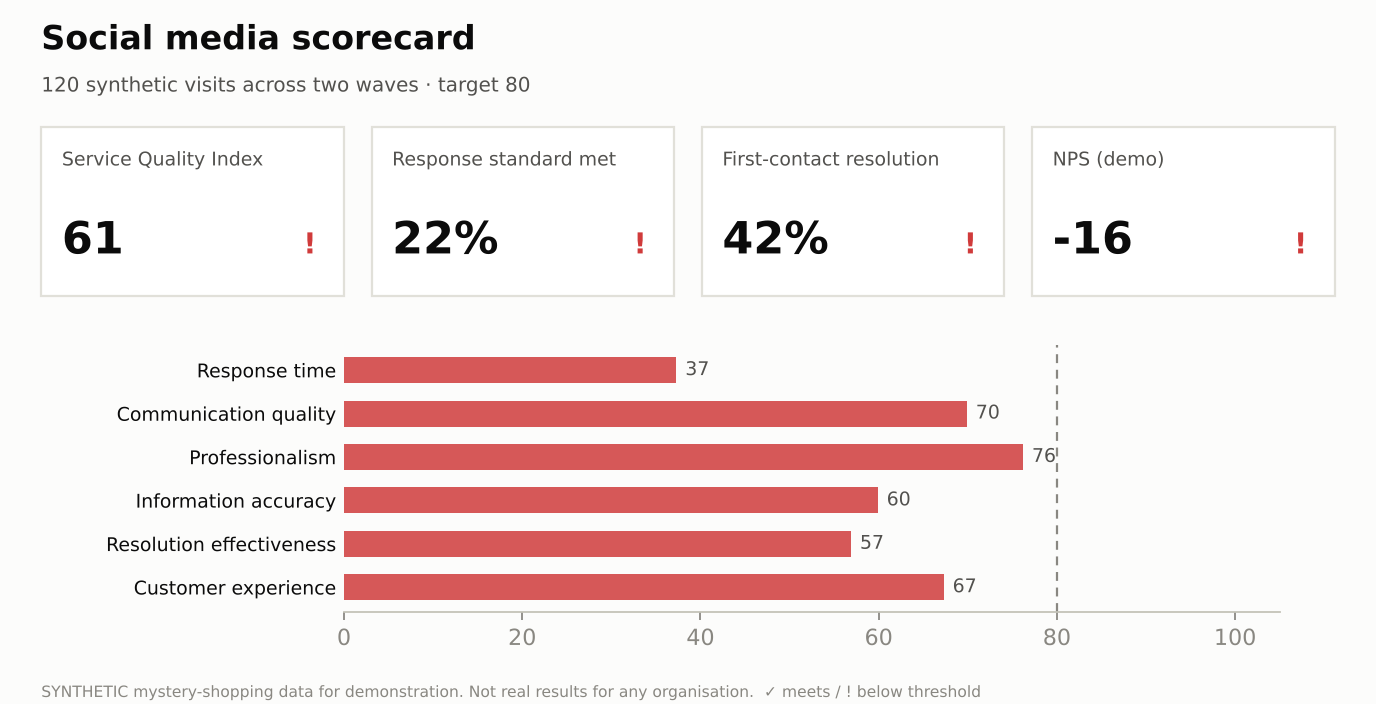 Social media scorecard
120 synthetic visits across two waves · target 80
Service Quality Index
61 !
Response standard met
22% !
First-contact resolution
42% !
NPS (demo)
-16 !
Response time 37
Communication quality 70
Professionalism 76
Information accuracy 60
Resolution effectiveness 57
Customer experience 67
0 20 40 60 80 100
SYNTHETIC mystery-shopping data for demonstration. Not real results for any organisation. ✓ meets / ! below threshold